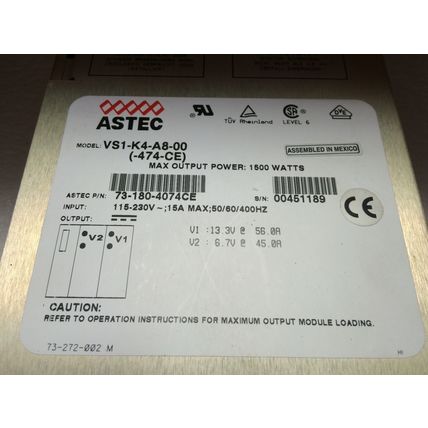 ASTEC
TÜV Rheinland
LEVEL 6
DVE
MODEL: VS1-K4-A8-00
(-474-CE)
ASSEMBLED IN MEXICO
MAX OUTPUT POWER: 1500 WATTS
ASTEC P/N: 73-180-4074CE S/N: 00451189
INPUT: 115-230V~;15A MAX;50/60/400HZ
OUTPUT:
V2 V1
V1 :13.3V @ 56.0A
V2 : 6.7V @ 45.0A
CAUTION:
REFER TO OPERATION INSTRUCTIONS FOR MAXIMUM OUTPUT MODULE LOADING.
73-272-002 M
HI